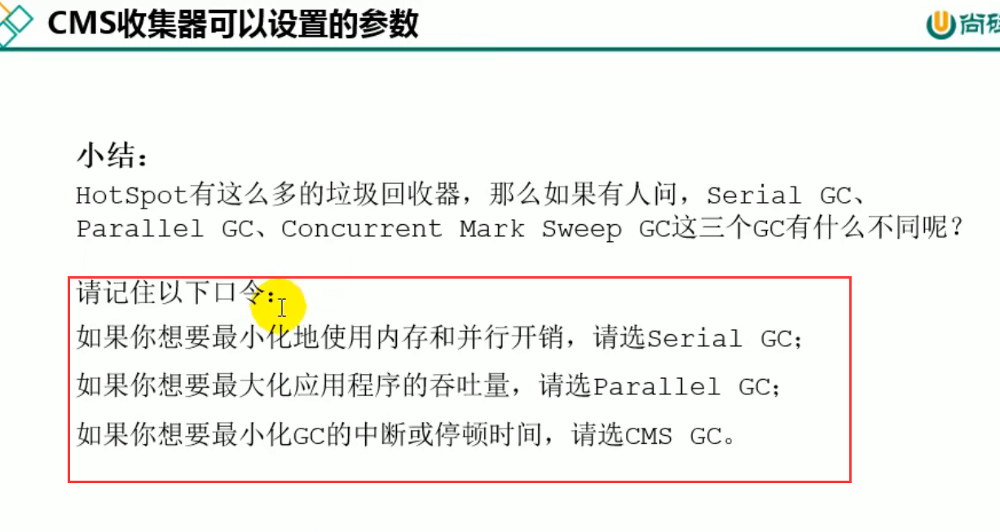 CMS收集器可以设置的参数
尚
小结：
HotSpot有这么多的垃圾回收器，那么如果有人问，Serial GC、
Parallel GC、Concurrent Mark Sweep GC这三个GC有什么不同呢？
请记住以下口令：
如果你想要最小化地使用内存和并行开销，请选Serial GC；
如果你想要最大化应用程序的吞吐量，请选Parallel GC；
如果你想要最小化GC的中断或停顿时间，请选CMS GC。